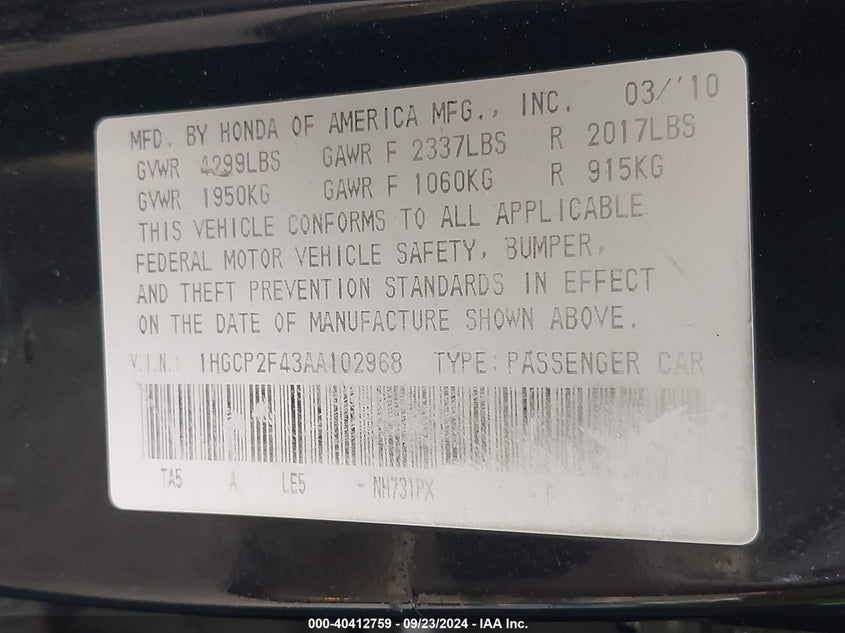 MFD. BY HONDA OF AMERICA MFG., INC. 03/'10
GVWR 4299LBS GAWR F 2337LBS R 2017LBS
GVWR 1950KG GAWR F 1060KG R 915KG
THIS VEHICLE CONFORMS TO ALL APPLICABLE
FEDERAL MOTOR VEHICLE SAFETY, BUMPER,
AND THEFT PREVENTION STANDARDS IN EFFECT
ON THE DATE OF MANUFACTURE SHOWN ABOVE.
V.I.N.: 1HGCP2F43AA102968 TYPE: PASSENGER CAR
TA5 A LE5 - NH731PX - F
000-40412759 - 09/23/2024 - IAA Inc.